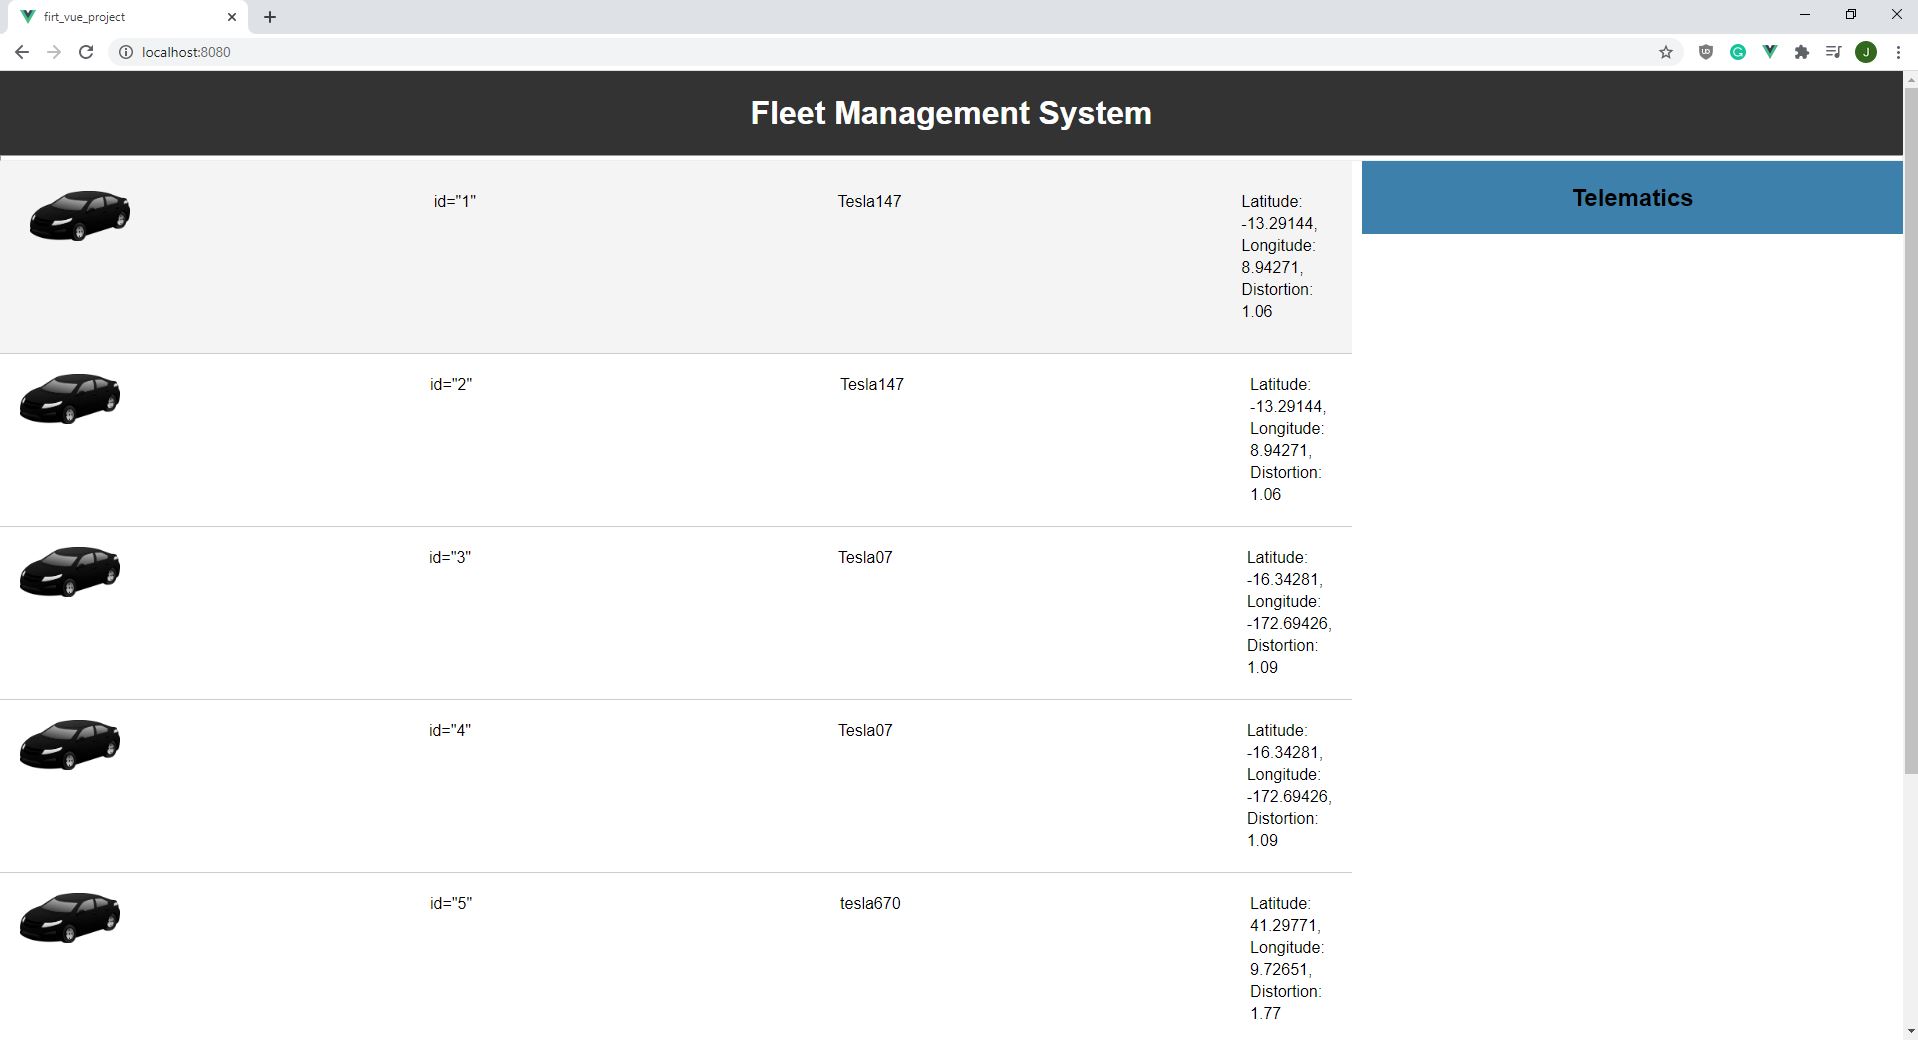 firt_vue_project
localhost:8080
J
Fleet Management System
id="1"
Tesla147
Latitude:
-13.29144,
Longitude:
8.94271,
Distortion:
1.06
Telematics
id="2"
Tesla147
Latitude:
-13.29144,
Longitude:
8.94271,
Distortion:
1.06
id="3"
Tesla07
Latitude:
-16.34281,
Longitude:
-172.69426,
Distortion:
1.09
id="4"
Tesla07
Latitude:
-16.34281,
Longitude:
-172.69426,
Distortion:
1.09
id="5"
tesla670
Latitude:
41.29771,
Longitude:
9.72651,
Distortion:
1.77